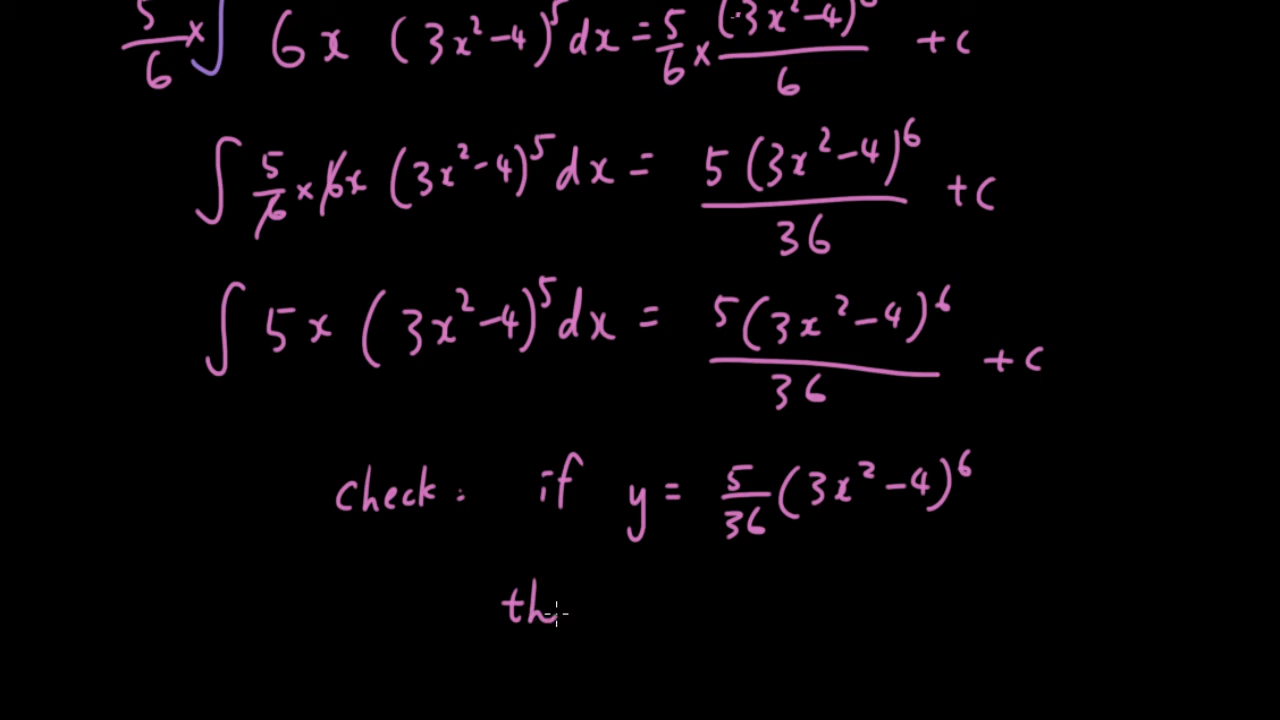 5/6 × ∫ 6x (3x²-4)⁵ dx = 5/6 × (3x²-4)⁶/6 + c
∫ 5/6 × 6x (3x²-4)⁵ dx = 5(3x²-4)⁶/36 + c
∫ 5x (3x²-4)⁵ dx = 5(3x²-4)⁶/36 + c
check: if y = 5/36 (3x²-4)⁶
th